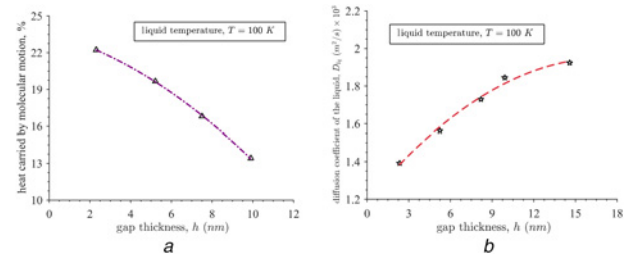 liquid temperature, T = 100 K
heat carried by molecular motion, %
25
22
19
16
13
10
0 2 4 6 8 10 12
gap thickness, h (nm)
a
liquid temperature, T = 100 K
diffusion coefficient of the liquid, (m²/s) × 10⁵
2.2
2
1.8
1.6
1.4
1.2
0 3 6 9 12 15 18
gap thickness, h (nm)
b